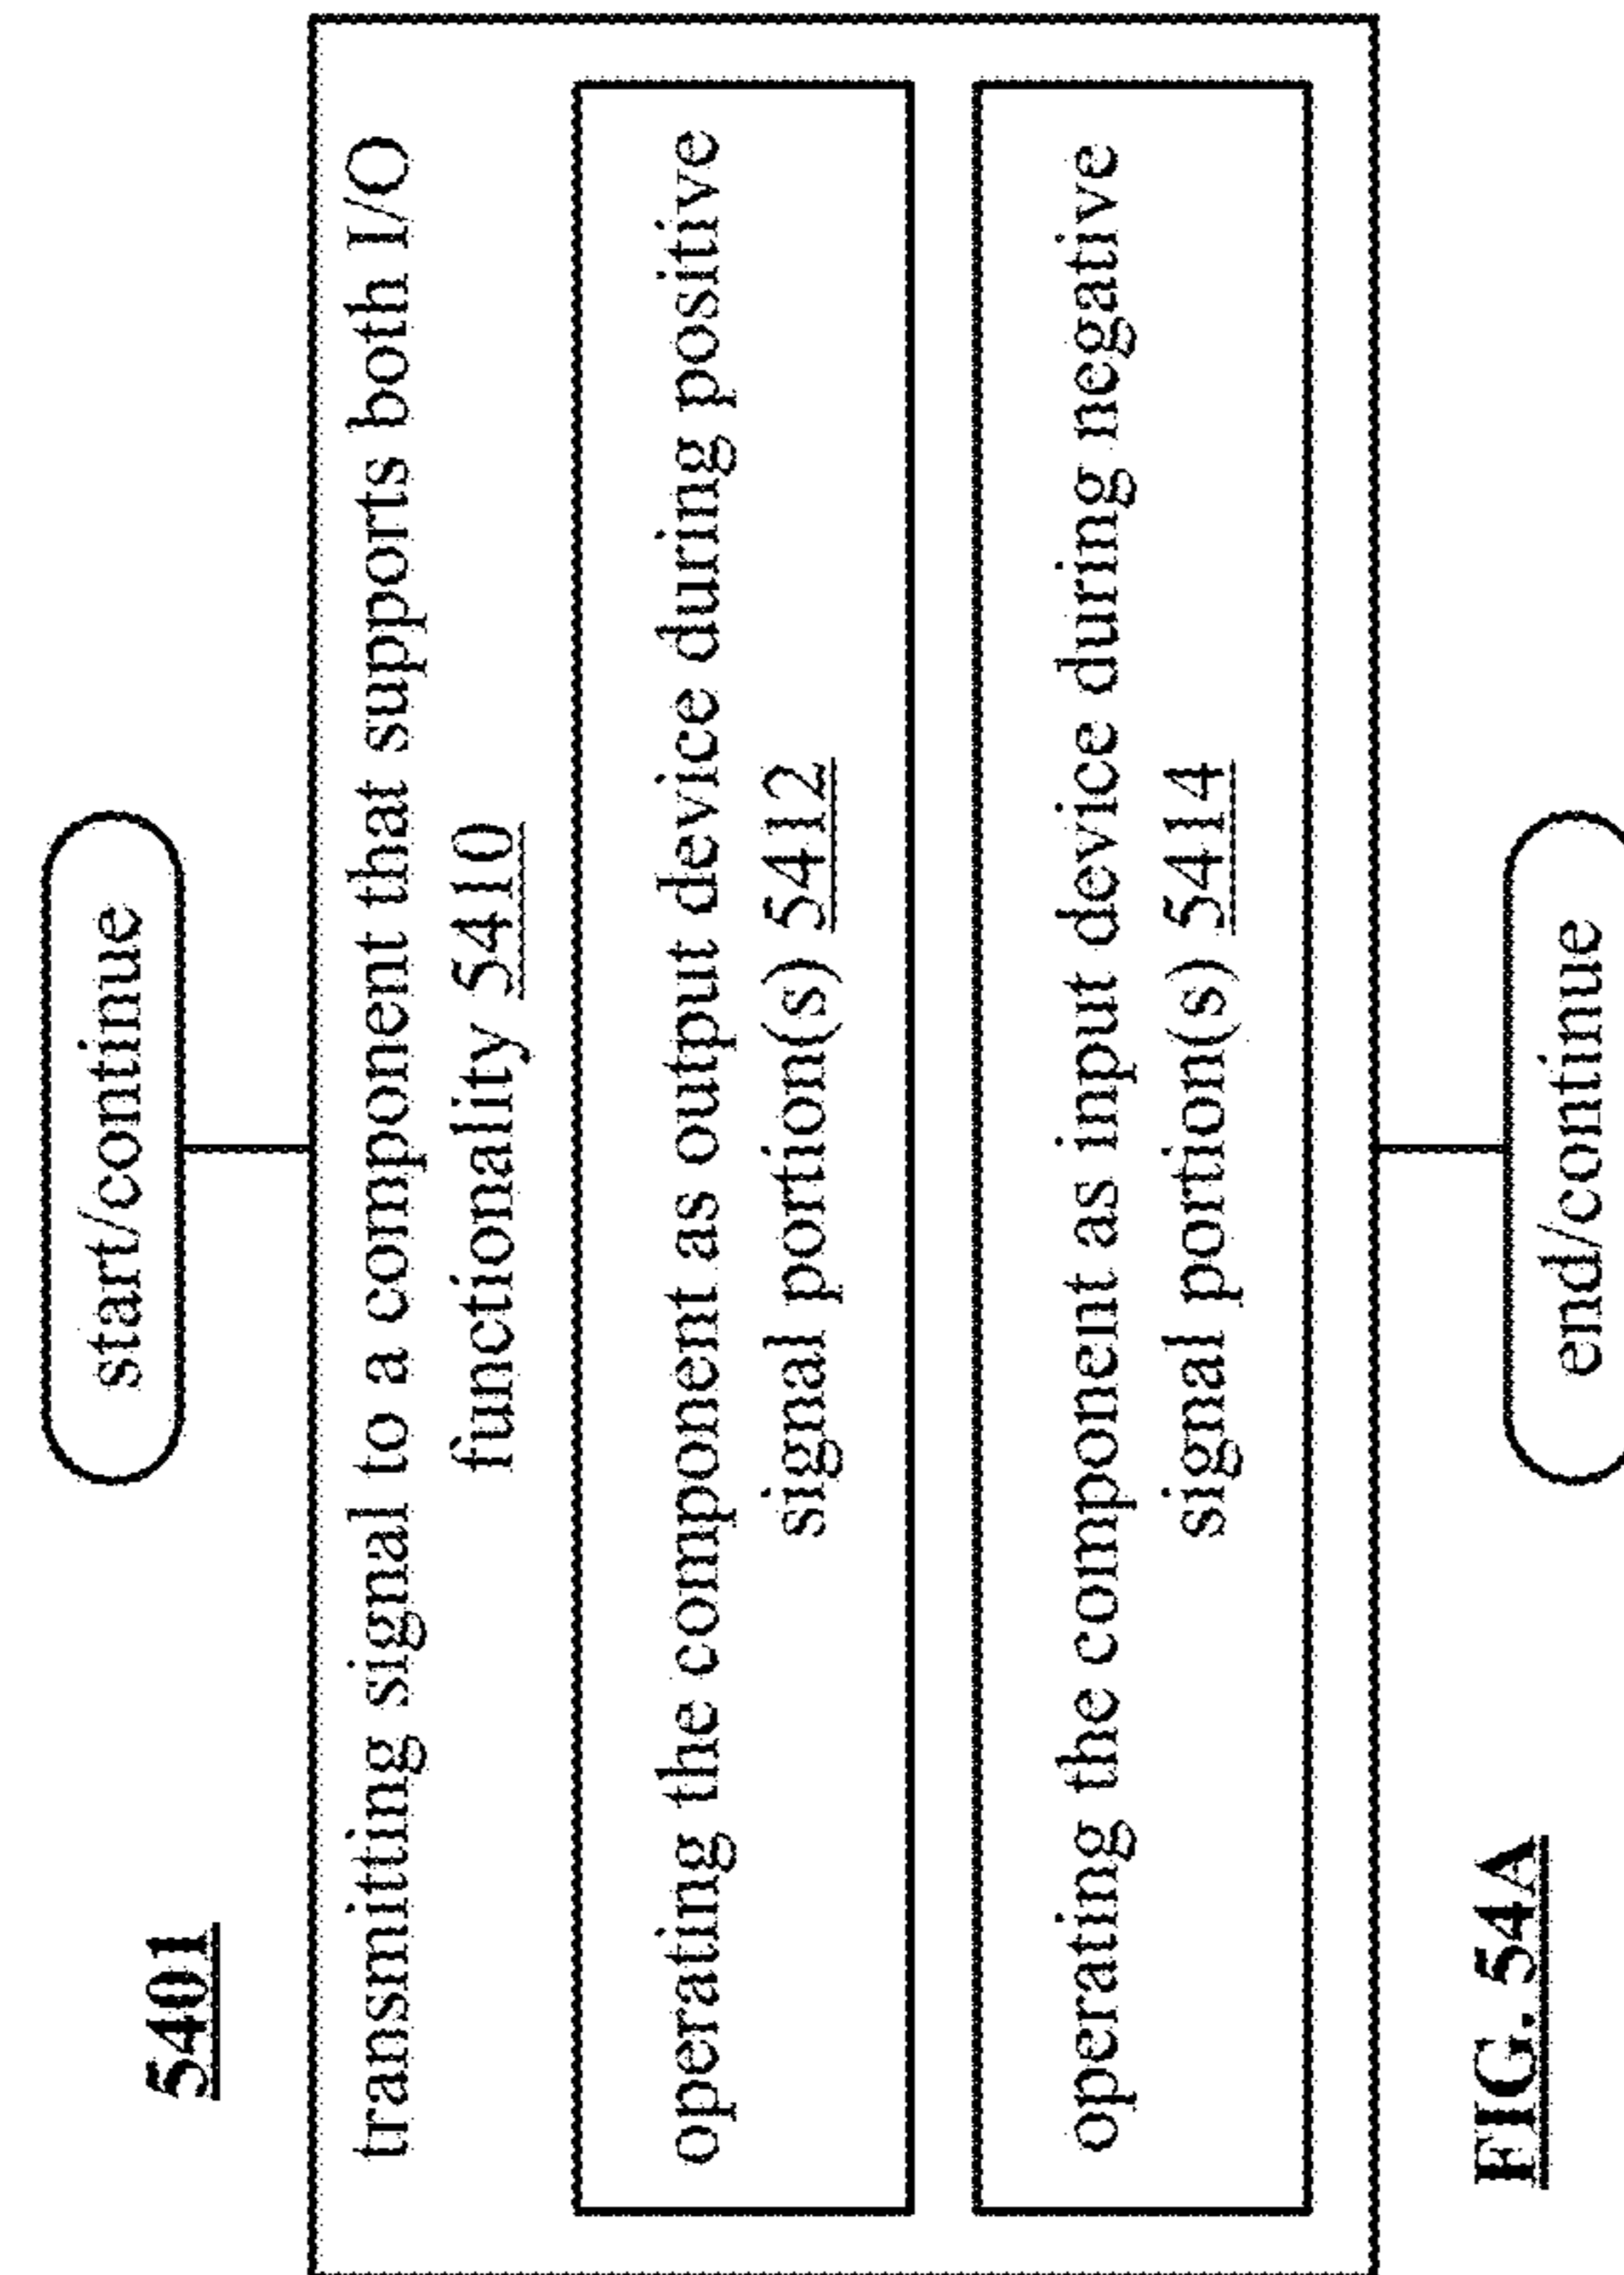 5401
start/continue
transmitting signal to a component that supports both I/O
functionality 5410
operating the component as output device during positive
signal portion(s) 5412
operating the component as input device during negative
signal portion(s) 5414
end/continue
FIG. 54A